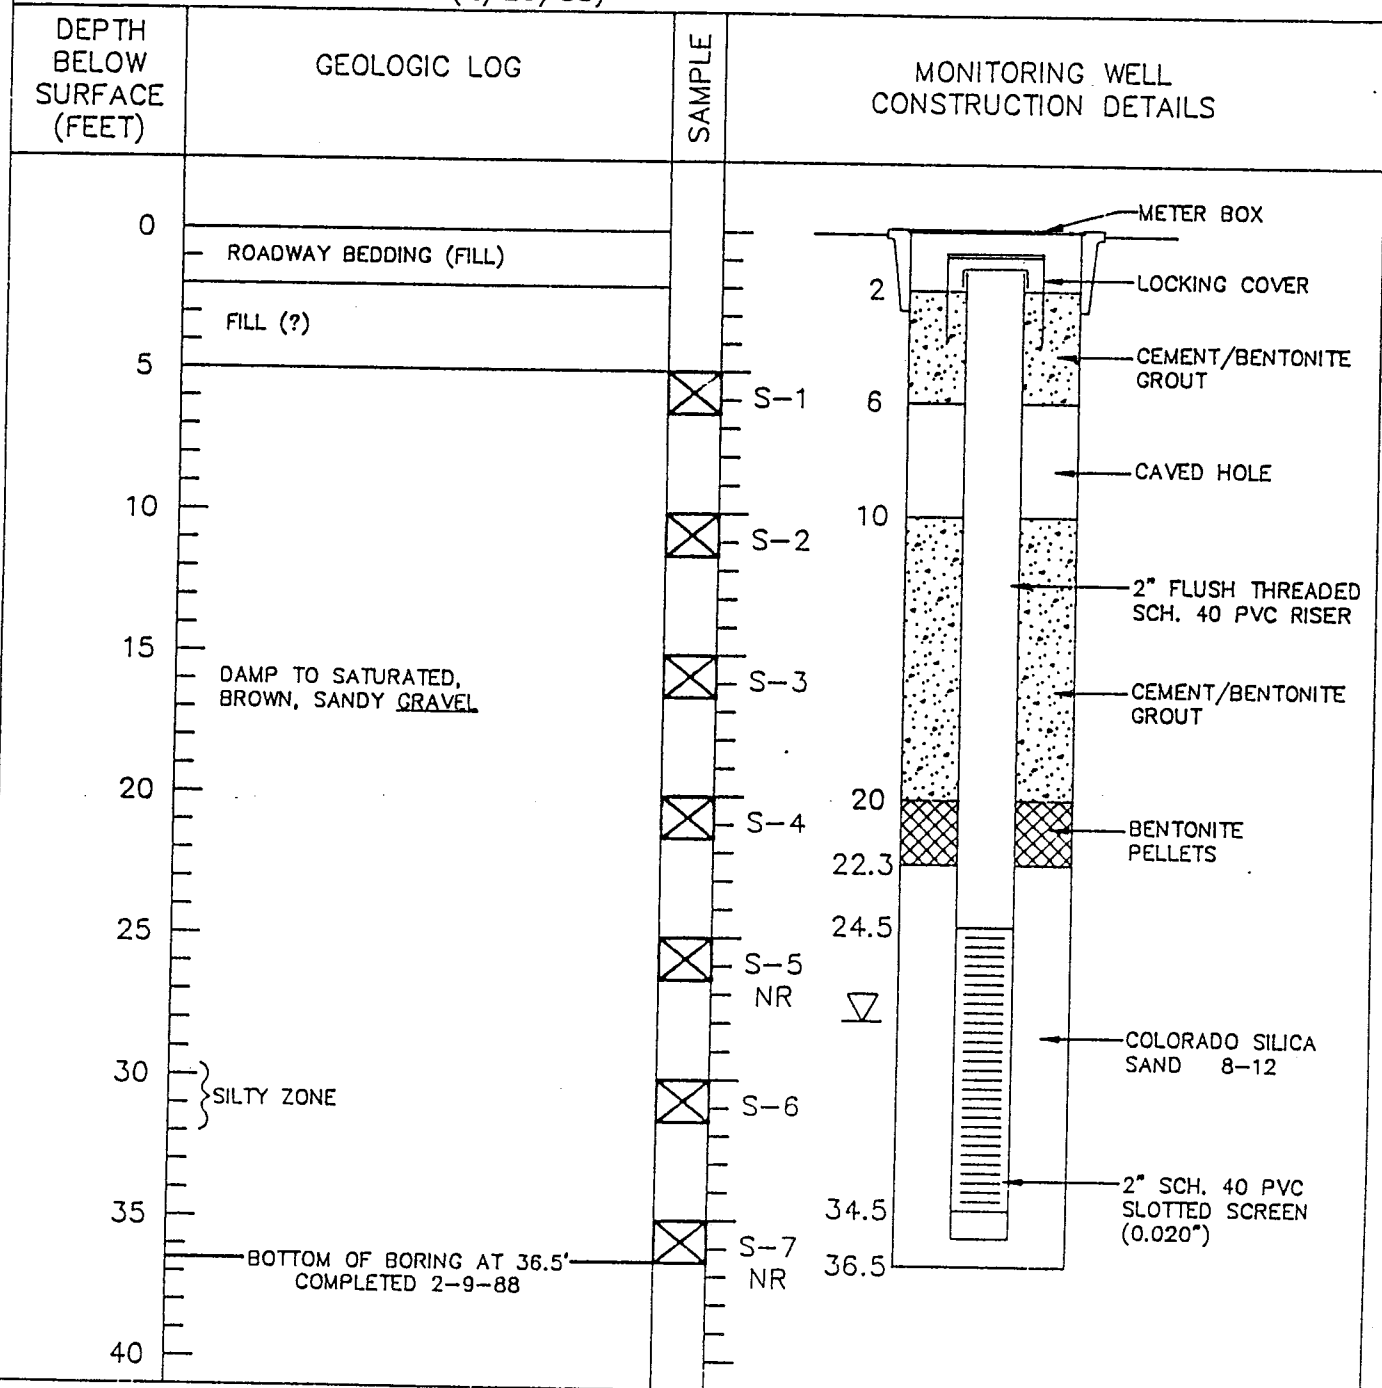 DEPTH
BELOW
SURFACE
(FEET)
GEOLOGIC LOG
SAMPLE
MONITORING WELL
CONSTRUCTION DETAILS
0
ROADWAY BEDDING (FILL)
FILL (?)
5
10
15
DAMP TO SATURATED,
BROWN, SANDY GRAVEL
20
25
30
SILTY ZONE
35
BOTTOM OF BORING AT 36.5'
COMPLETED 2-9-88
40
S-1
S-2
S-3
S-4
S-5
NR
S-6
S-7
NR
2
6
10
20
22.3
24.5
34.5
36.5
METER BOX
LOCKING COVER
CEMENT/BENTONITE
GROUT
CAVED HOLE
2" FLUSH THREADED
SCH. 40 PVC RISER
CEMENT/BENTONITE
GROUT
BENTONITE
PELLETS
COLORADO SILICA
SAND 8-12
2" SCH. 40 PVC
SLOTTED SCREEN
(0.020")